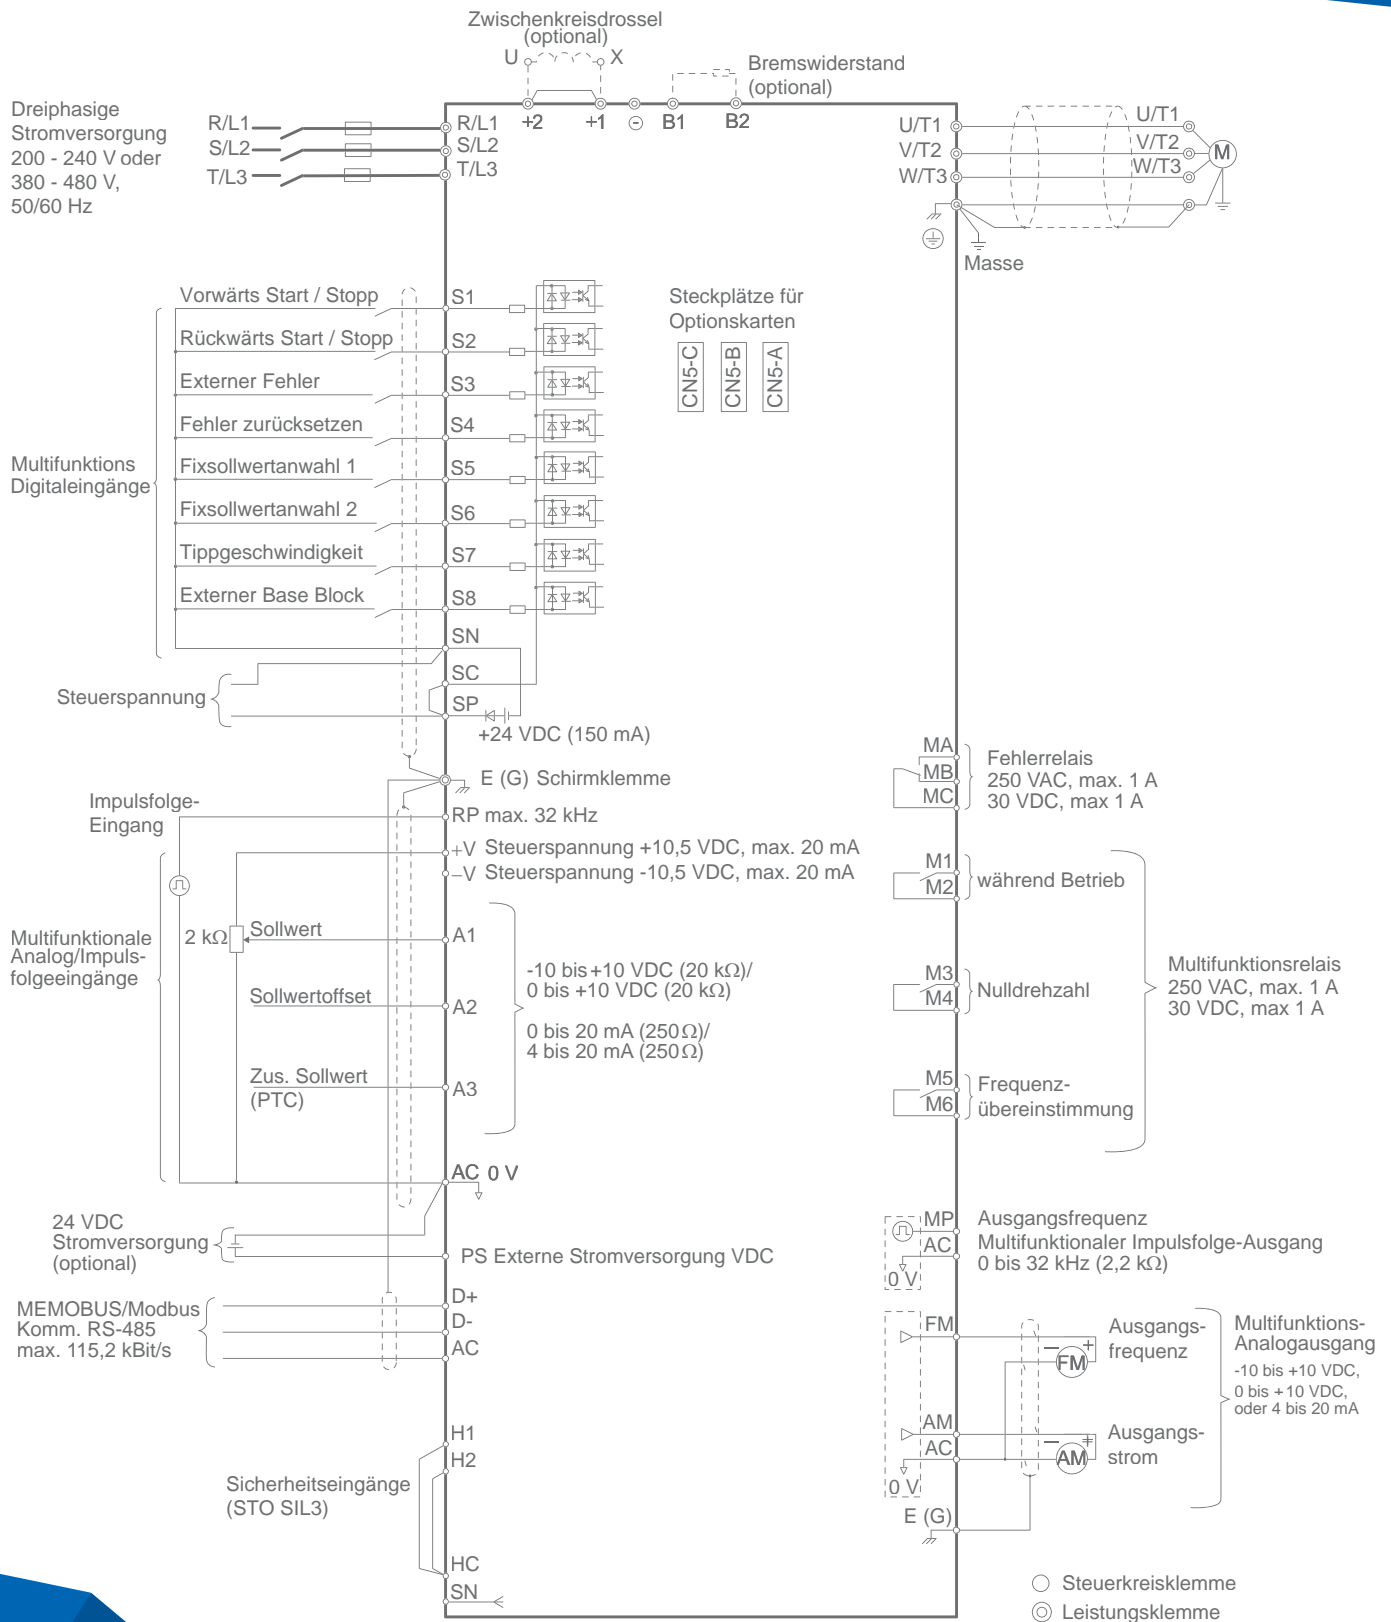 Zwischenkreisdrossel
(optional)
U
X
Bremswiderstand
(optional)
+2
+1
⊖
B1
B2
Dreiphasige
Stromversorgung
200 - 240 V oder
380 - 480 V,
50/60 Hz
R/L1
S/L2
T/L3
R/L1
S/L2
T/L3
U/T1
V/T2
W/T3
U/T1
V/T2
W/T3
M
Masse
Multifunktions
Digitaleingänge
Vorwärts Start / Stopp
S1
Rückwärts Start / Stopp
S2
Externer Fehler
S3
Fehler zurücksetzen
S4
Fixsollwertanwahl 1
S5
Fixsollwertanwahl 2
S6
Tippgeschwindigkeit
S7
Externer Base Block
S8
Steckplätze für
Optionskarten
CN5-C
CN5-B
CN5-A
SN
SC
SP
Steuerspannung
+24 VDC (150 mA)
E (G) Schirmklemme
Impulsfolge-
Eingang
RP max. 32 kHz
+V Steuerspannung +10,5 VDC, max. 20 mA
–V Steuerspannung -10,5 VDC, max. 20 mA
Multifunktionale
Analog/Impuls-
folgeeingänge
2 kΩ
Sollwert
A1
Sollwertoffset
A2
Zus. Sollwert
(PTC)
A3
-10 bis +10 VDC (20 kΩ)/
0 bis +10 VDC (20 kΩ)
0 bis 20 mA (250 Ω)/
4 bis 20 mA (250 Ω)
AC 0 V
24 VDC
Stromversorgung
(optional)
PS Externe Stromversorgung VDC
MEMOBUS/Modbus
Komm. RS-485
max. 115,2 kBit/s
D+
D-
AC
Sicherheitseingänge
(STO SIL3)
H1
H2
HC
SN
MA
MB
MC
Fehlerrelais
250 VAC, max. 1 A
30 VDC, max 1 A
M1
M2
während Betrieb
M3
M4
Nulldrehzahl
M5
M6
Frequenz-
übereinstimmung
Multifunktionsrelais
250 VAC, max. 1 A
30 VDC, max 1 A
MP
AC
0 V
Ausgangsfrequenz
Multifunktionaler Impulsfolge-Ausgang
0 bis 32 kHz (2,2 kΩ)
FM
– +
FM
Ausgangs-
frequenz
AM
AC
0 V
– +
AM
Ausgangs-
strom
Multifunktions-
Analogausgang
-10 bis +10 VDC,
0 bis +10 VDC,
oder 4 bis 20 mA
E (G)
Steuerkreisklemme
Leistungsklemme